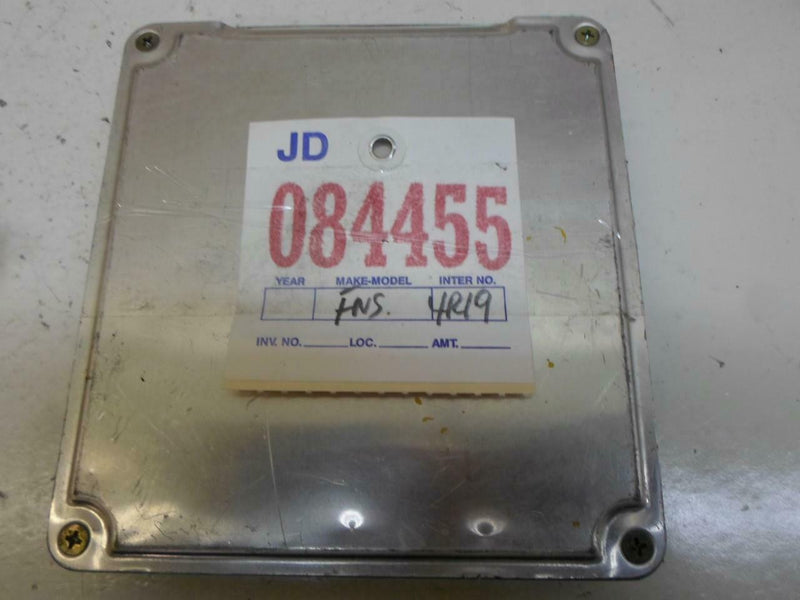 JD
084455
YEAR MAKE-MODEL INTER NO.
FNS. 4R19
INV. NO. LOC. AMT.